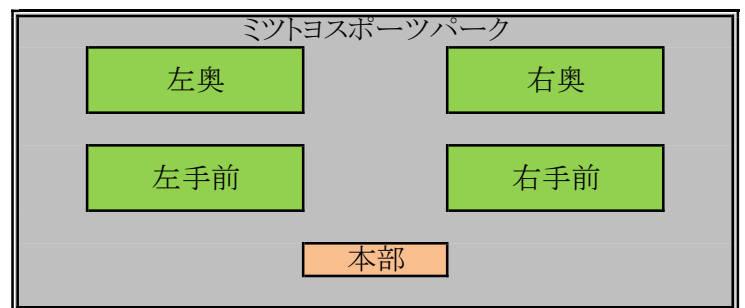 ミツトヨスポーツパーク
左奥
右奥
左手前
右手前
本部